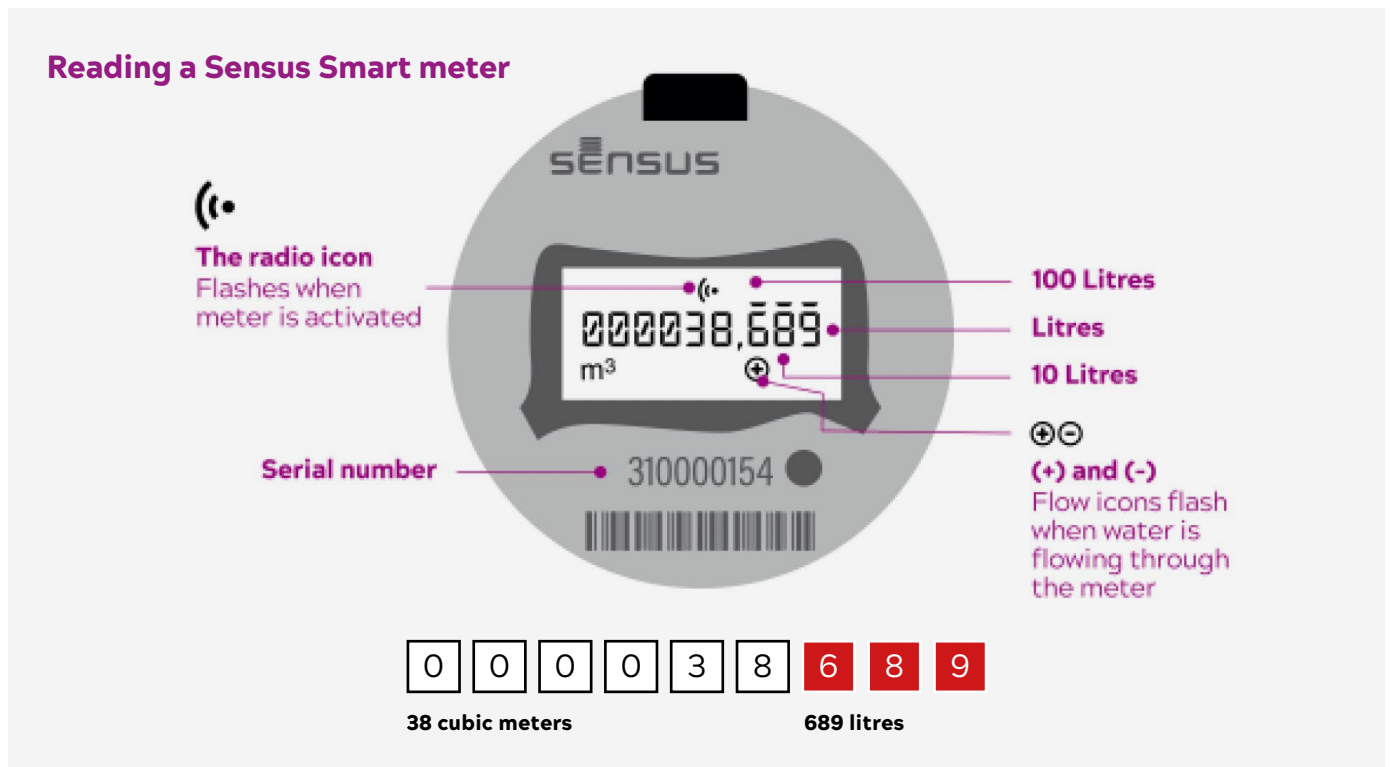 Reading a Sensus Smart meter
sensus
The radio icon
Flashes when
meter is activated
000038,689
m³
100 Litres
Litres
10 Litres
(+) and (-)
Flow icons flash
when water is
flowing through
the meter
Serial number
310000154
0 0 0 0 3 8 6 8 9
38 cubic meters
689 litres